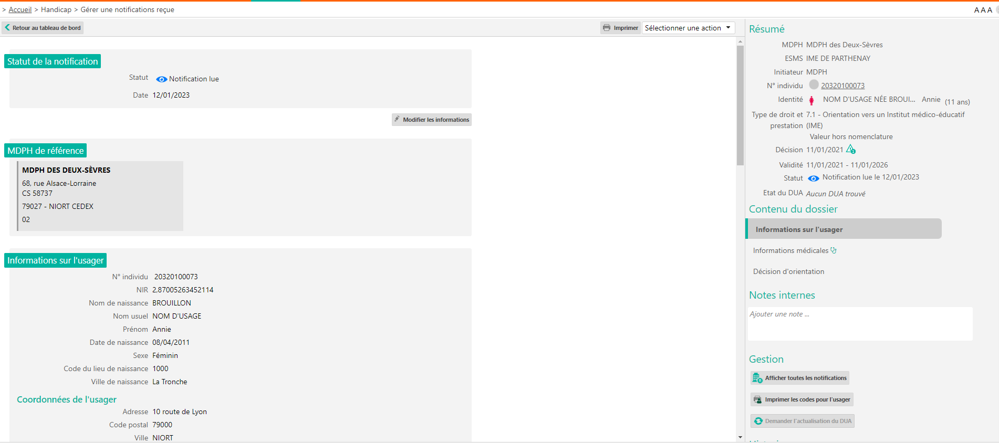 > Accueil > Handicap > Gérer une notifications reçue
A A A
Retour au tableau de bord
Imprimer
Sélectionner une action
Statut de la notification
Statut Notification lue
Date 12/01/2023
Modifier les informations
MDPH de référence
MDPH DES DEUX-SÈVRES
68, rue Alsace-Lorraine
CS 58737
79027 - NIORT CEDEX
02
Informations sur l'usager
N° individu 20320100073
NIR 2,87005263452114
Nom de naissance BROUILLON
Nom usuel NOM D'USAGE
Prénom Annie
Date de naissance 08/04/2011
Sexe Féminin
Code du lieu de naissance 1000
Ville de naissance La Tronche
Coordonnées de l'usager
Adresse 10 route de Lyon
Code postal 79000
Ville NIORT
Résumé
MDPH MDPH des Deux-Sèvres
ESMS IME DE PARTHENAY
Initiateur MDPH
N° individu 20320100073
Identité NOM D'USAGE NÉE BROUI... Annie (11 ans)
Type de droit et 7.1 - Orientation vers un Institut médico-éducatif
prestation (IME)
Valeur hors nomenclature
Décision 11/01/2021 1
Validité 11/01/2021 - 11/01/2026
Statut Notification lue le 12/01/2023
Etat du DUA Aucun DUA trouvé
Contenu du dossier
Informations sur l'usager
Informations médicales
Décision d'orientation
Notes internes
Ajouter une note ...
Gestion
Afficher toutes les notifications
Imprimer les codes pour l'usager
Demander l'actualisation du DUA